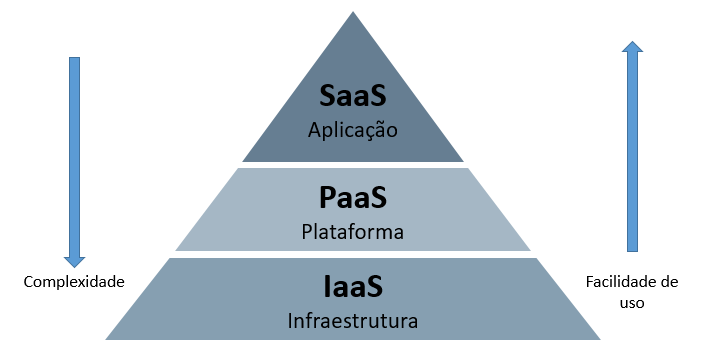 SaaS
Aplicação
PaaS
Plataforma
Complexidade
IaaS
Infraestrutura
Facilidade de
uso